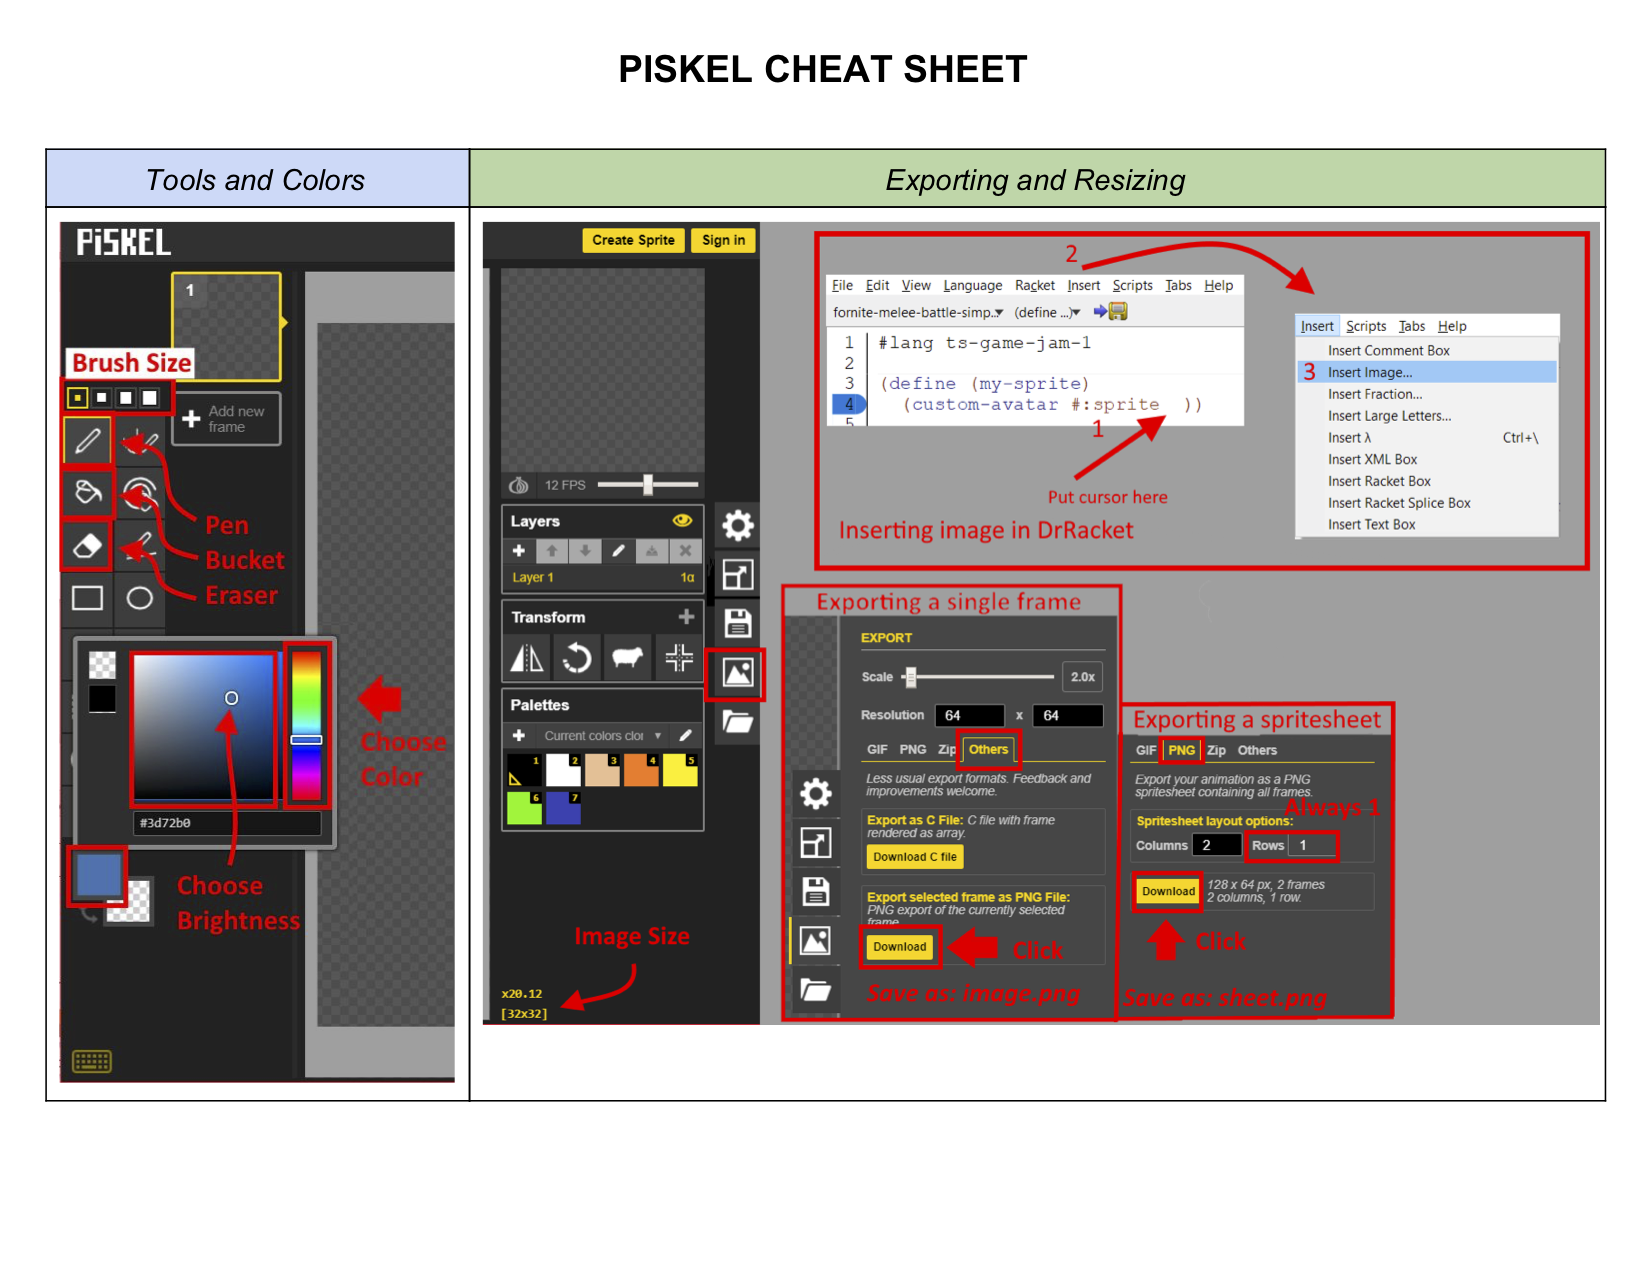 PISKEL CHEAT SHEET
Tools and Colors
Exporting and Resizing
PiSKEL
1
Brush Size
Add new
frame
Pen
Bucket
Eraser
Choose
Color
#3d72b0
Choose
Brightness
Create Sprite
Sign in
12 FPS
Layers
Layer 1
1α
Transform
Palettes
Current colors clor
1
2
3
4
5
6
7
Image Size
x20.12
[32x32]
2
File Edit View Language Racket Insert Scripts Tabs Help
fornite-melee-battle-simp... (define ...)
1 #lang ts-game-jam-1
2
3 (define (my-sprite)
4 (custom-avatar #:sprite ))
5
1
Put cursor here
Inserting image in DrRacket
Insert Scripts Tabs Help
Insert Comment Box
3 Insert Image...
Insert Fraction...
Insert Large Letters...
Insert λ Ctrl+\
Insert XML Box
Insert Racket Box
Insert Racket Splice Box
Insert Text Box
Exporting a single frame
EXPORT
Scale 2.0x
Resolution 64 x 64
GIF PNG Zip Others
Less usual export formats. Feedback and
improvements welcome.
Export as C File: C file with frame
rendered as array.
Download C file
Export selected frame as PNG File:
PNG export of the currently selected
frame.
Download
Click
Save as: image.png
Exporting a spritesheet
GIF PNG Zip Others
Export your animation as a PNG
spritesheet containing all frames.
Always 1
Spritesheet layout options:
Columns 2 Rows 1
Download
128 x 64 px, 2 frames
2 columns, 1 row.
Click
Save as: sheet.png